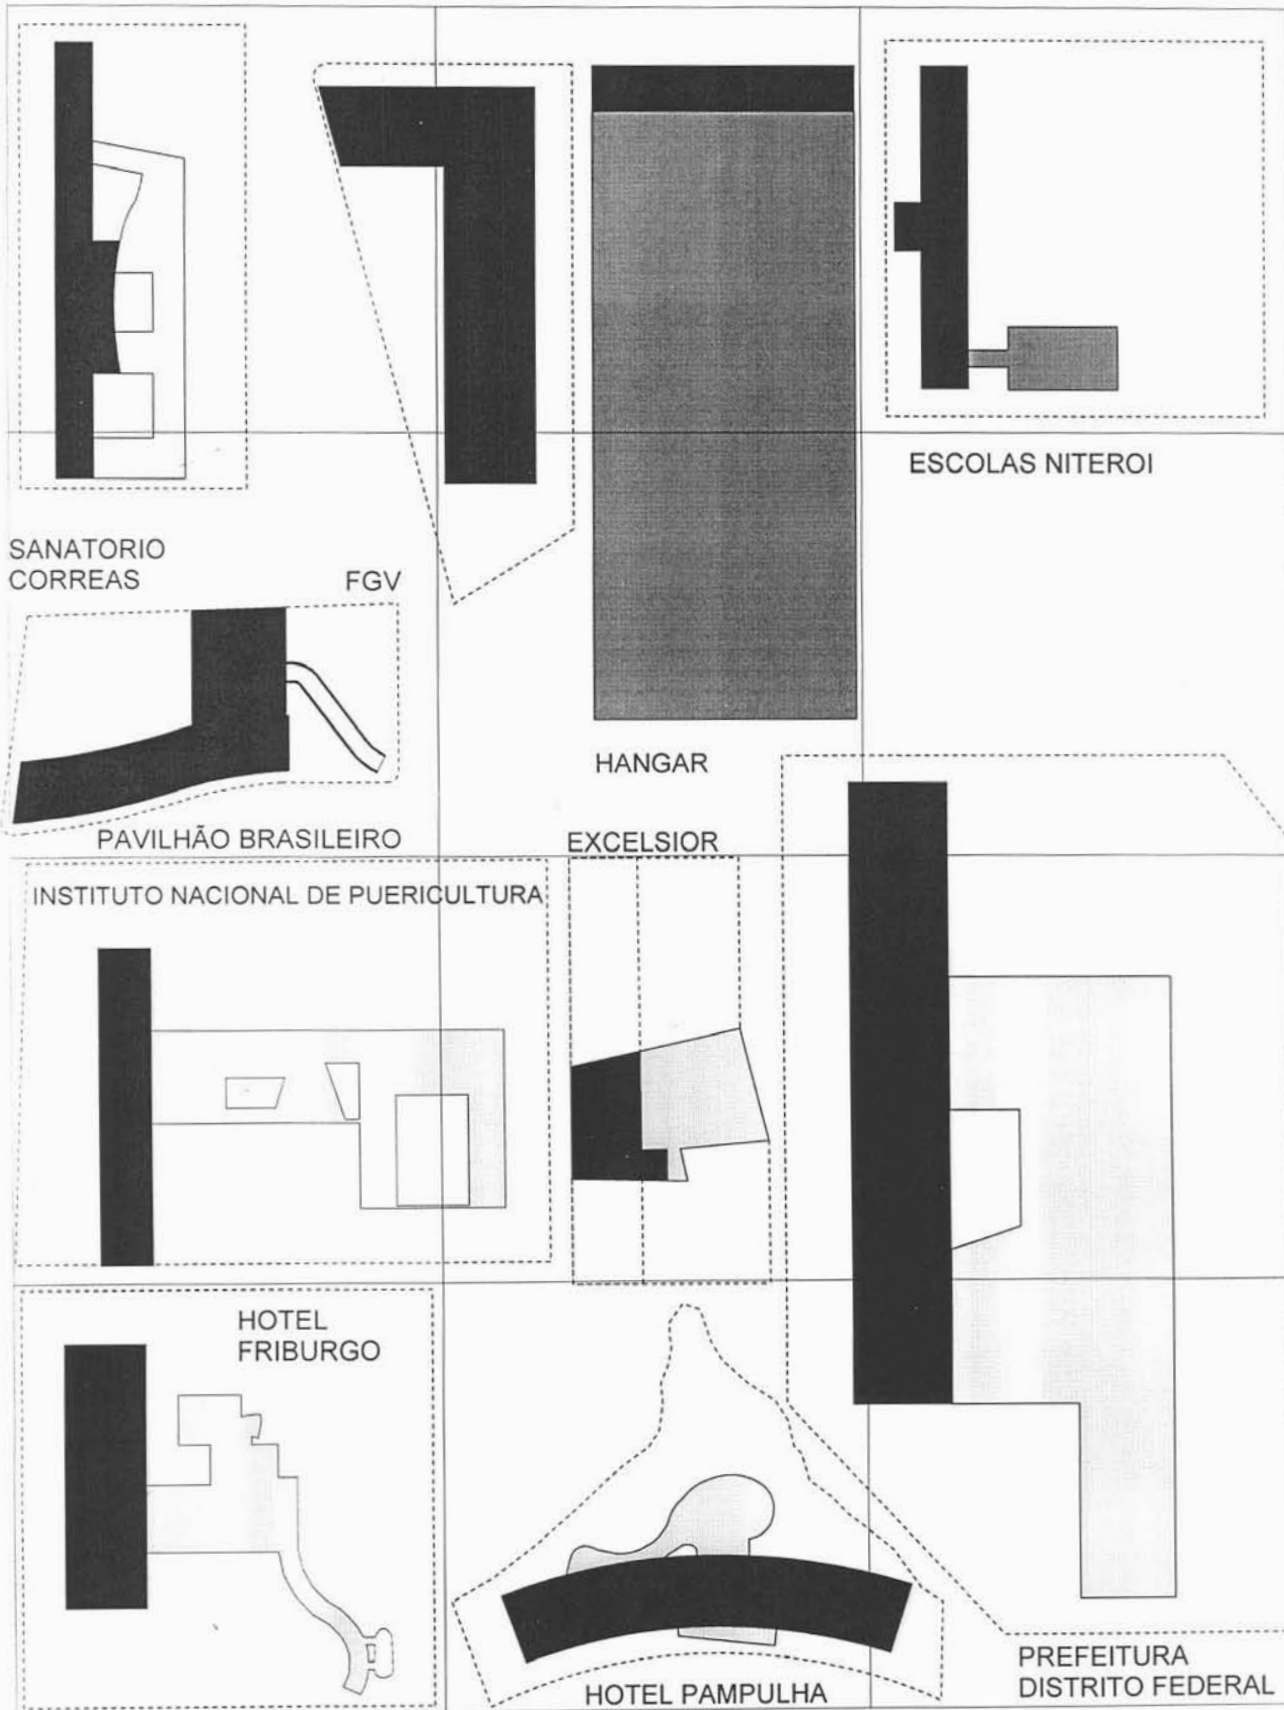 ESCOLAS NITEROI
SANATORIO
CORREAS
FGV
HANGAR
PAVILHÃO BRASILEIRO
EXCELSIOR
INSTITUTO NACIONAL DE PUERICULTURA
HOTEL
FRIBURGO
HOTEL PAMPULHA
PREFEITURA
DISTRITO FEDERAL